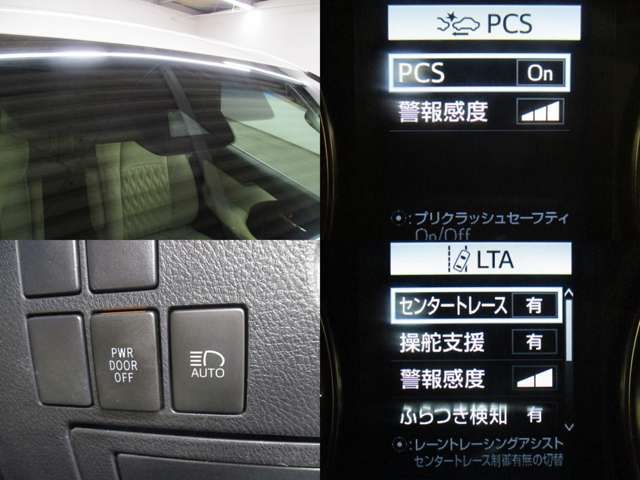 PCS
PCS On
警報感度
:プリクラッシュセーフティ
On/Off
PWR
DOOR
OFF
AUTO
LTA
センタートレース 有
操舵支援 有
警報感度
ふらつき検知 有
:レーントレーシングアシスト
センタートレース制御有無の切替